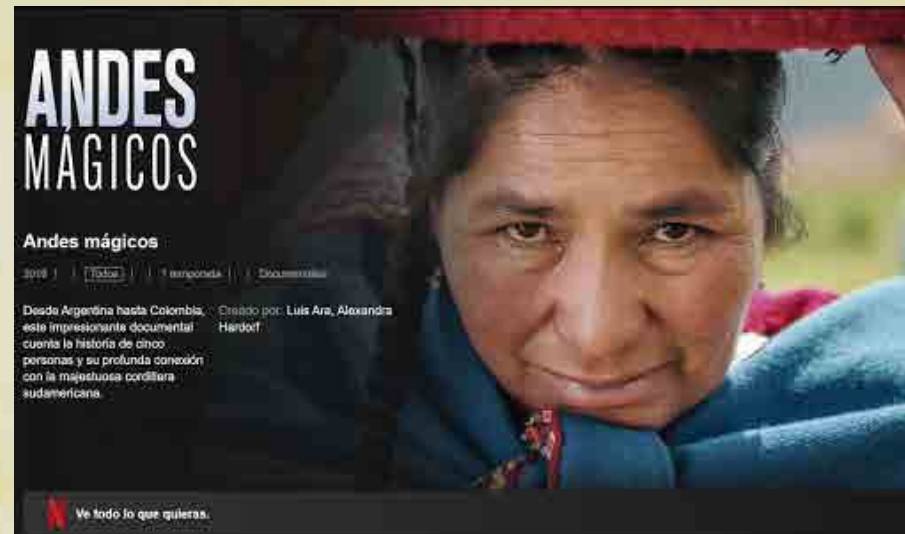 ANDES
MÁGICOS
Andes mágicos
Todos | | 1 temporada | | Documentales
Desde Argentina hasta Colombia,
este impresionante documental
cuenta la historia de cinco
personas y su profunda conexión
con la majestuosa cordillera
sudamericana.
Creado por: Luis Ara, Alexandra
Hardorf
N
Ve todo lo que quieras.